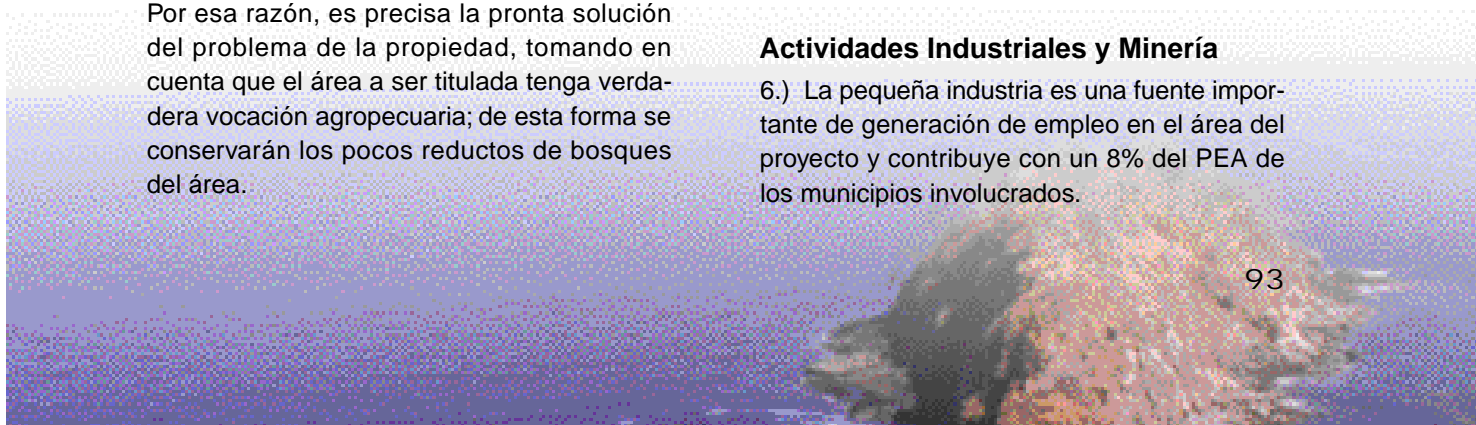 Por esa razón, es precisa la pronta solución
del problema de la propiedad, tomando en
cuenta que el área a ser titulada tenga verda-
dera vocación agropecuaria; de esta forma se
conservarán los pocos reductos de bosques
del área.
Actividades Industriales y Minería
6.) La pequeña industria es una fuente impor-
tante de generación de empleo en el área del
proyecto y contribuye con un 8% del PEA de
los municipios involucrados.
93